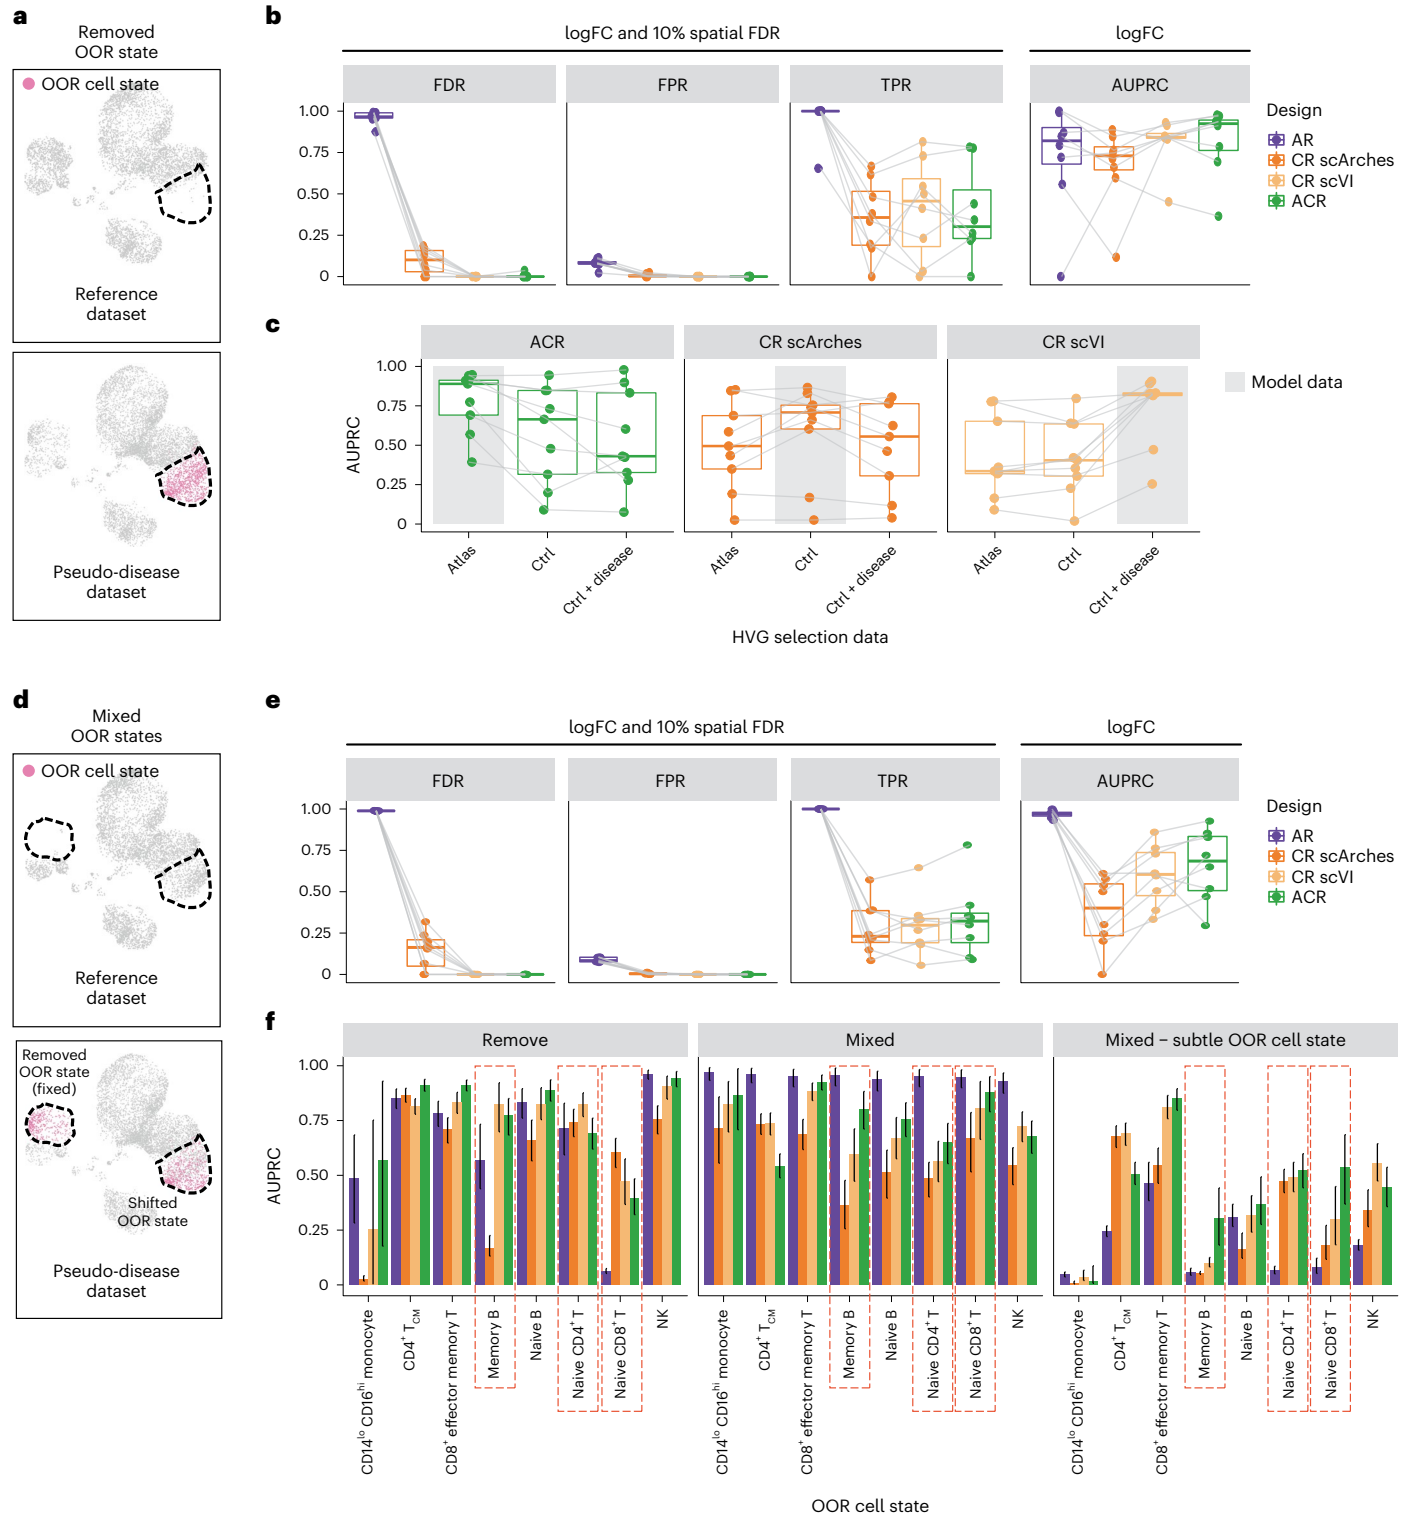 a
Removed
OOR state
OOR cell state
Reference
dataset
Pseudo-disease
dataset
b
logFC and 10% spatial FDR
logFC
FDR
FPR
TPR
AUPRC
1.00
0.75
0.50
0.25
0
Design
AR
CR scArches
CR scVI
ACR
c
ACR
CR scArches
CR scVI
AUPRC
1.00
0.75
0.50
0.25
0
Model data
Atlas
Ctrl
Ctrl + disease
Atlas
Ctrl
Ctrl + disease
Atlas
Ctrl
Ctrl + disease
HVG selection data
d
Mixed
OOR states
OOR cell state
Reference
dataset
Removed
OOR state
(fixed)
Shifted
OOR state
Pseudo-disease
dataset
e
logFC and 10% spatial FDR
logFC
FDR
FPR
TPR
AUPRC
1.00
0.75
0.50
0.25
0
Design
AR
CR scArches
CR scVI
ACR
f
Remove
Mixed
Mixed – subtle OOR cell state
AUPRC
1.00
0.75
0.50
0.25
0
CD14lo CD16hi monocyte
CD4+ TCM
CD8+ effector memory T
Memory B
Naive B
Naive CD4+ T
Naive CD8+ T
NK
CD14lo CD16hi monocyte
CD4+ TCM
CD8+ effector memory T
Memory B
Naive B
Naive CD4+ T
Naive CD8+ T
NK
CD14lo CD16hi monocyte
CD4+ TCM
CD8+ effector memory T
Memory B
Naive B
Naive CD4+ T
Naive CD8+ T
NK
OOR cell state